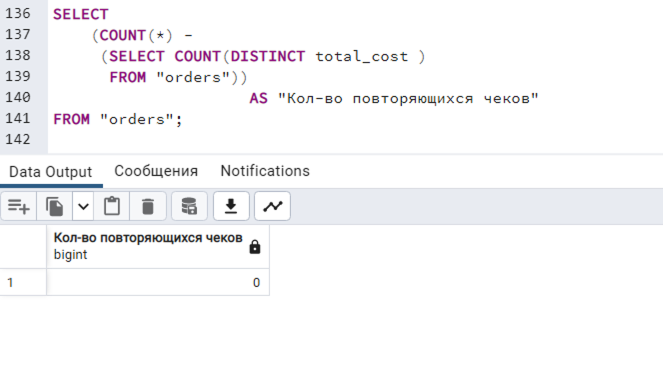 136 SELECT
137 (COUNT(*) -
138 (SELECT COUNT(DISTINCT total_cost )
139 FROM "orders"))
140 AS "Кол-во повторяющихся чеков"
141 FROM "orders";
142
Data Output Сообщения Notifications
Кол-во повторяющихся чеков
bigint
1 0